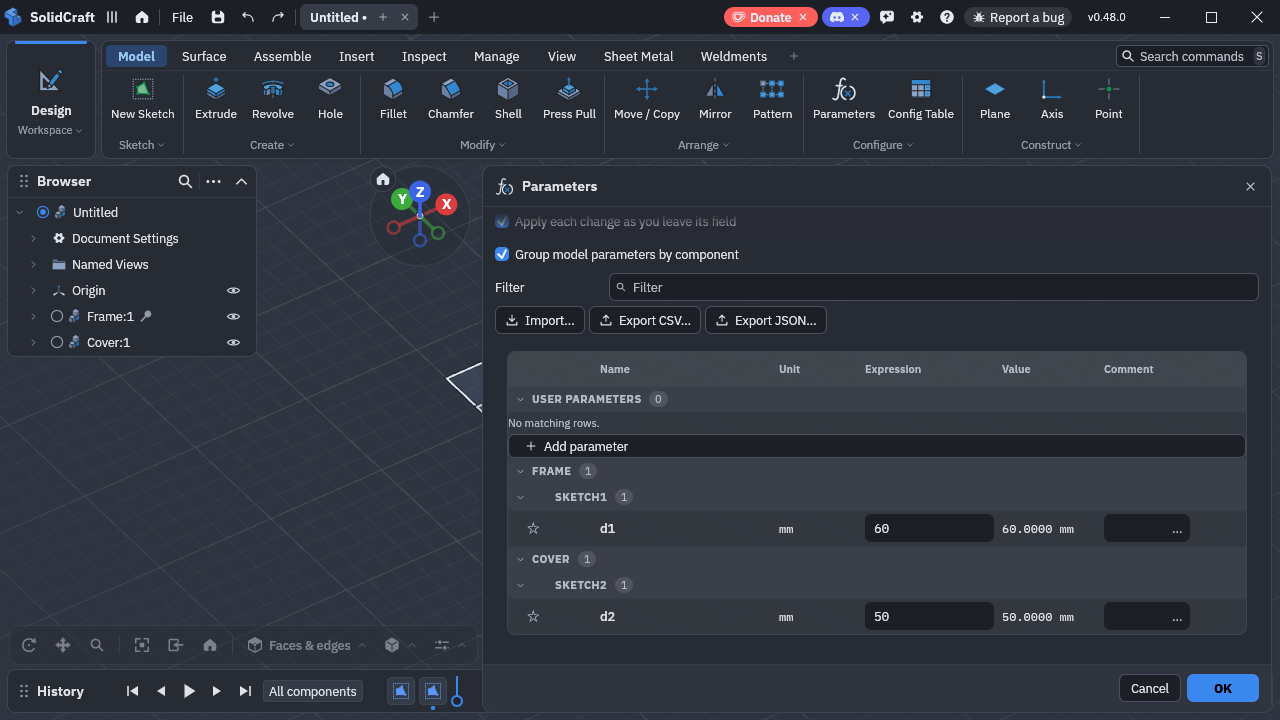 SolidCraft
File
Untitled •
Donate
Report a bug
v0.48.0
Model
Surface
Assemble
Insert
Inspect
Manage
View
Sheet Metal
Weldments
Search commands
S
Design
Workspace
New Sketch
Extrude
Revolve
Hole
Fillet
Chamfer
Shell
Press Pull
Move / Copy
Mirror
Pattern
Parameters
Config Table
Plane
Axis
Point
Sketch
Create
Modify
Arrange
Configure
Construct
Browser
Untitled
Document Settings
Named Views
Origin
Frame:1
Cover:1
Z
Y
X
Parameters
Apply each change as you leave its field
Group model parameters by component
Filter
Filter
Import...
Export CSV...
Export JSON...
Name
Unit
Expression
Value
Comment
USER PARAMETERS 0
No matching rows.
Add parameter
FRAME 1
SKETCH1 1
d1
mm
60
60.0000 mm
...
COVER 1
SKETCH2 1
d2
mm
50
50.0000 mm
...
Faces & edges
History
All components
Cancel
OK